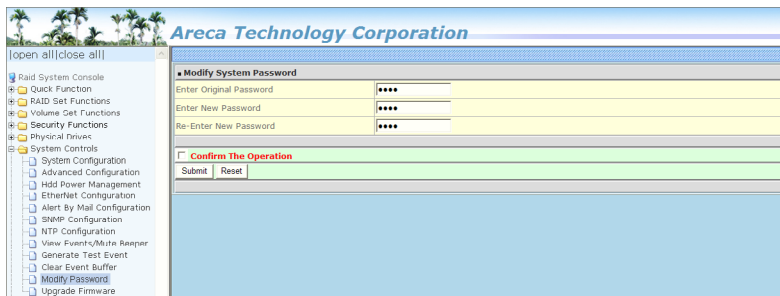 Areca Technology Corporation
|open all|close all|
Raid System Console
Quick Function
RAID Set Functions
Volume Set Functions
Security Functions
Physical Drives
System Controls
System Configuration
Advanced Configuration
Hdd Power Management
EtherNet Configuration
Alert By Mail Configuration
SNMP Configuration
NTP Configuration
View Events/Mute Beeper
Generate Test Event
Clear Event Buffer
Modify Password
Upgrade Firmware
Modify System Password
Enter Original Password ••••
Enter New Password ••••
Re-Enter New Password ••••
Confirm The Operation
Submit Reset